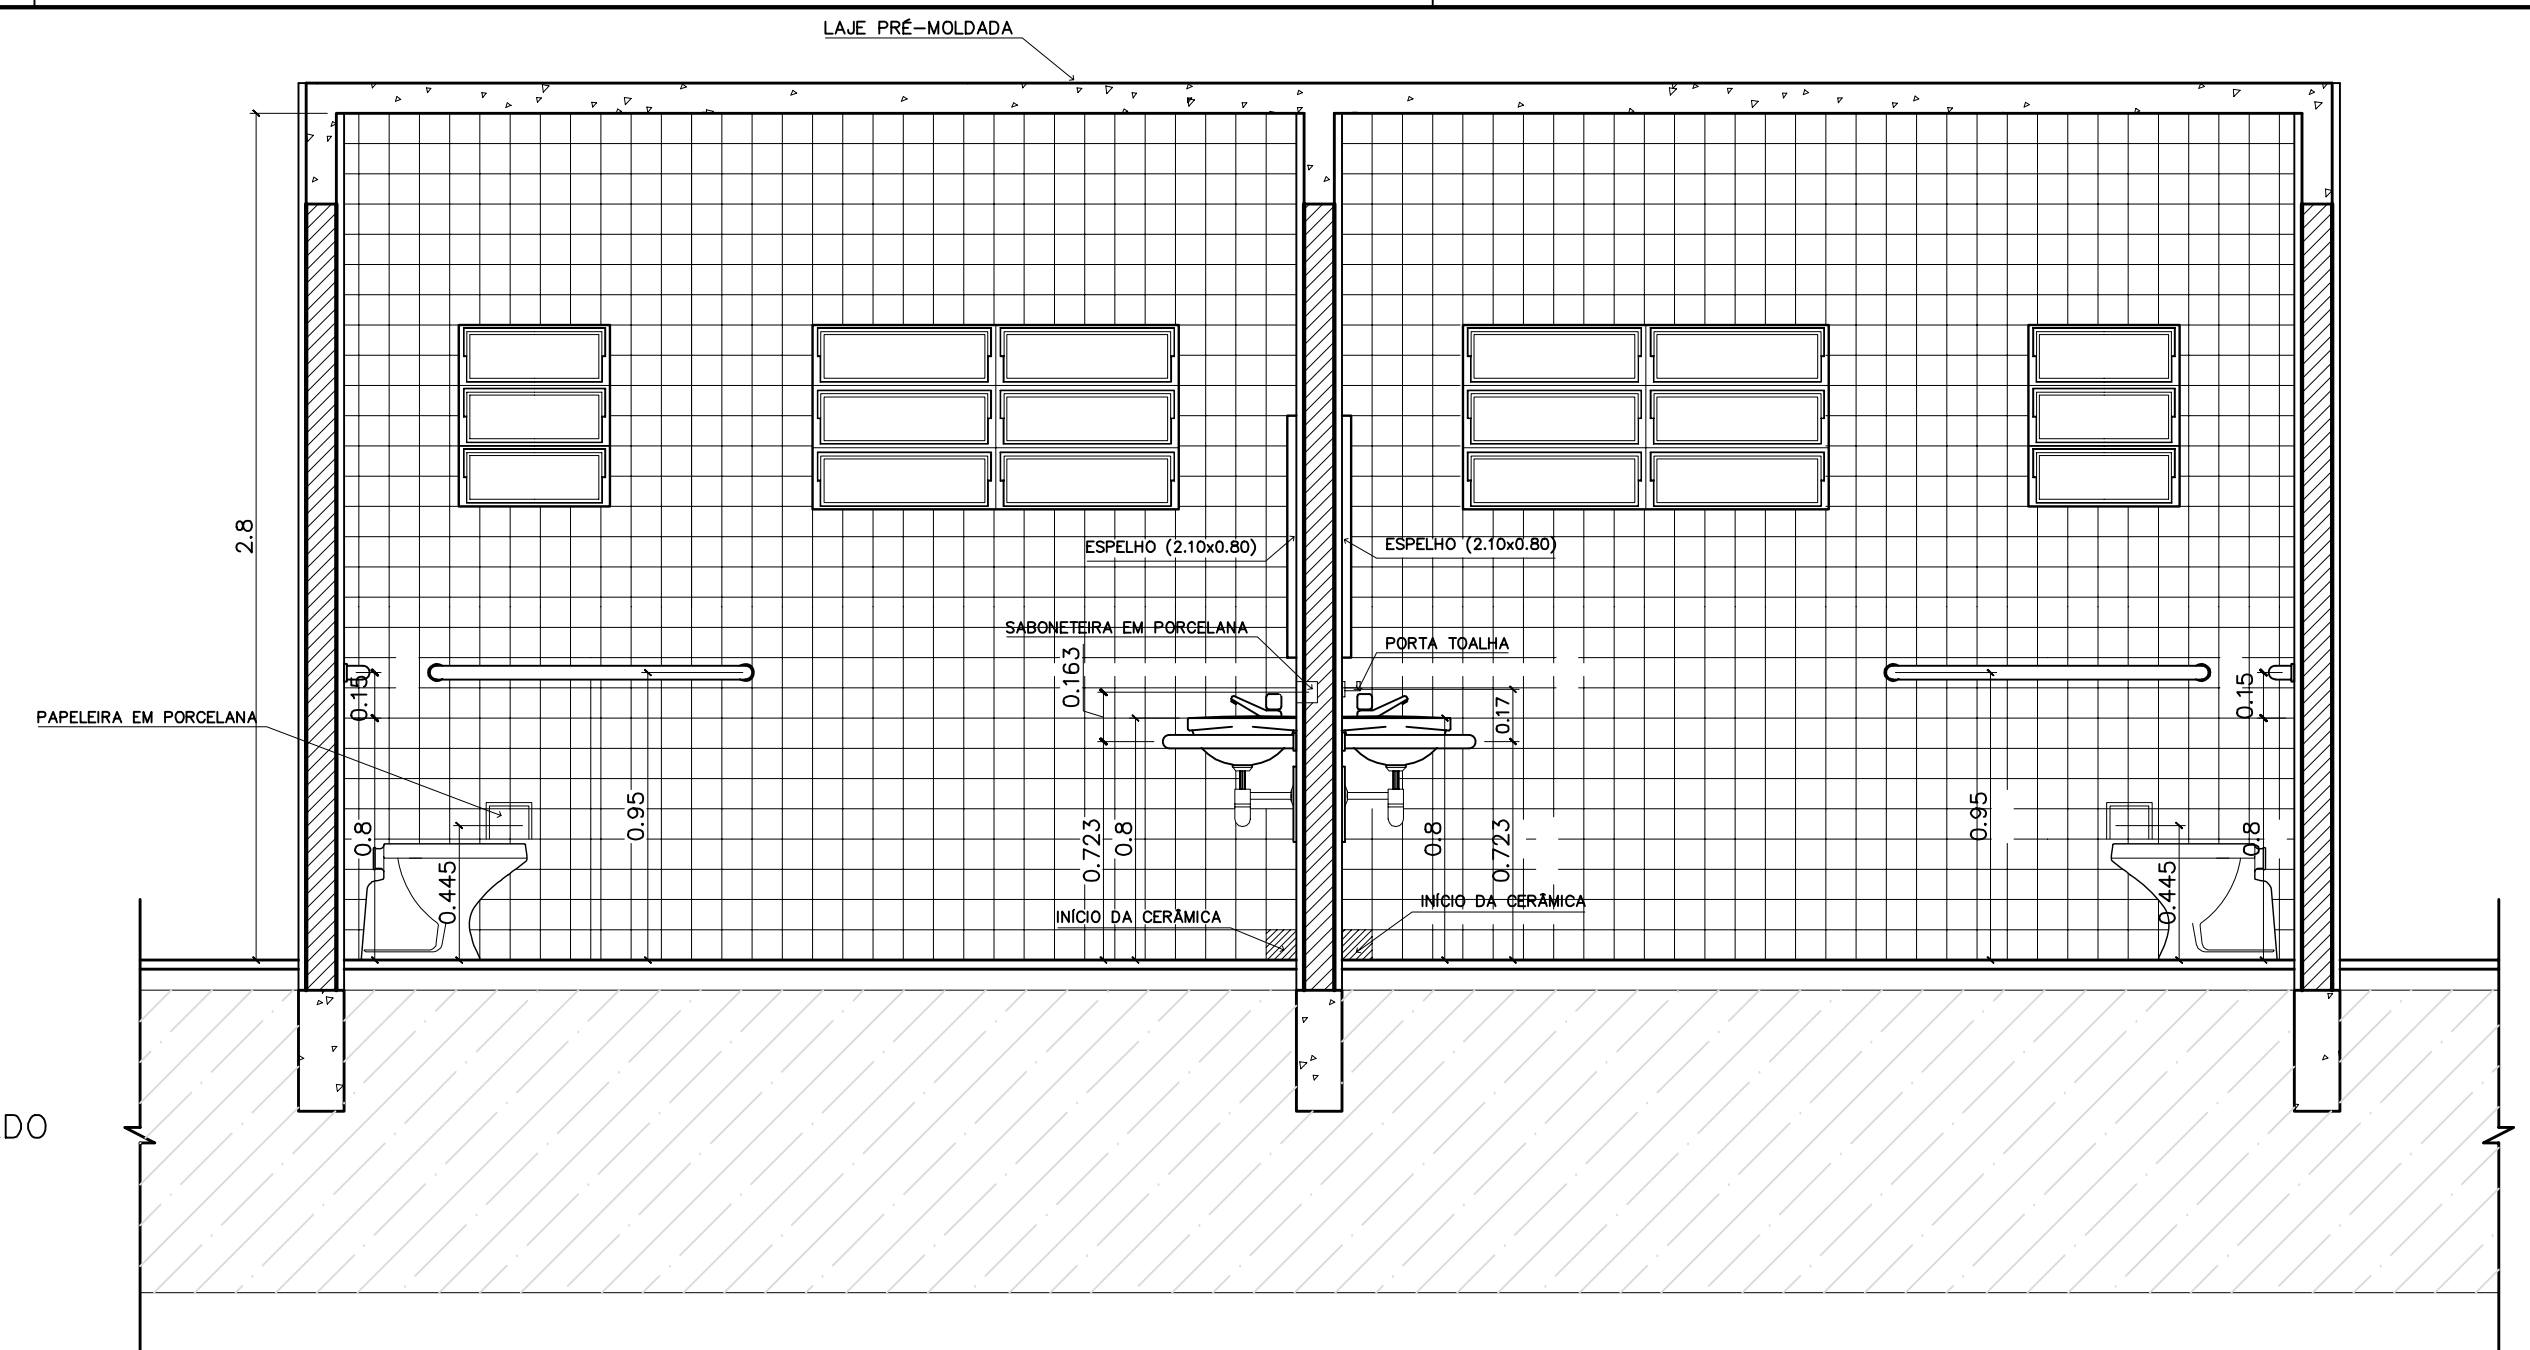 LAJE PRÉ-MOLDADA
2.8
ESPELHO (2.10x0.80)
ESPELHO (2.10x0.80)
SABONETEIRA EM PORCELANA
PORTA TOALHA
0.163
0.15
0.15
0.17
PAPELEIRA EM PORCELANA
0.8
0.95
0.723
0.8
0.8
0.723
0.95
0.8
0.445
0.445
INÍCIO DA CERÂMICA
INÍCIO DA CERÂMICA
DO